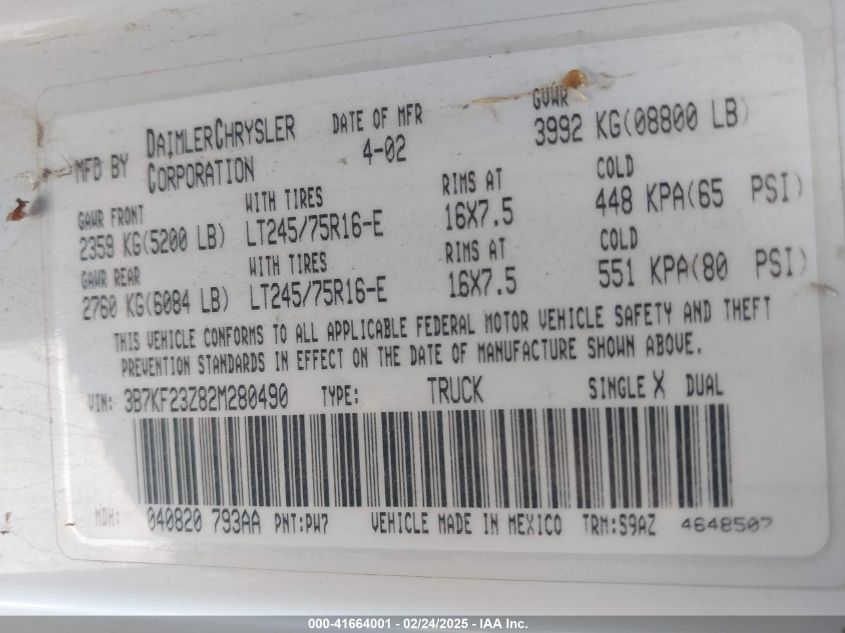 MFD BY DAIMLERCHRYSLER CORPORATION DATE OF MFR 4-02 GVWR 3992 KG(08800 LB)
GAWR FRONT WITH TIRES RIMS AT COLD
2359 KG(5200 LB) LT245/75R16-E 16X7.5 448 KPA(65 PSI)
GAWR REAR WITH TIRES RIMS AT COLD
2760 KG(6084 LB) LT245/75R16-E 16X7.5 551 KPA(80 PSI)
THIS VEHICLE CONFORMS TO ALL APPLICABLE FEDERAL MOTOR VEHICLE SAFETY AND THEFT
PREVENTION STANDARDS IN EFFECT ON THE DATE OF MANUFACTURE SHOWN ABOVE.
VIN: 3B7KF23Z82M280490 TYPE: TRUCK SINGLE X DUAL
MDH: 040820 793AA PNT:PW7 VEHICLE MADE IN MEXICO TRM:S9AZ 4648507
000-41664001 - 02/24/2025 - IAA Inc.